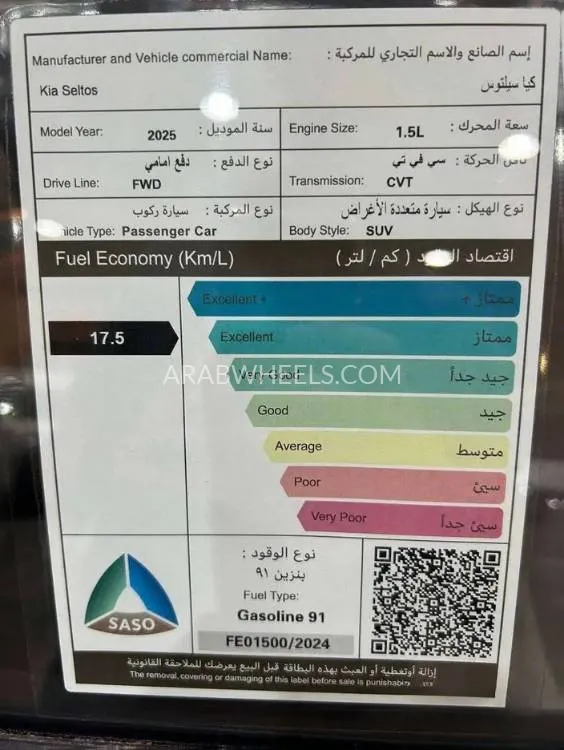 Manufacturer and Vehicle commercial Name: إسم الصانع والاسم التجاري للمركبة :
Kia Seltos كيا سيلتوس
Model Year: 2025 سنة الموديل :
Engine Size: 1.5L سعة المحرك :
نوع الدفع : دفع امامي
Drive Line: FWD
الحركة : سي في تي
Transmission: CVT
نوع المركبة : سيارة ركوب
Type: Passenger Car
نوع الهيكل : سيارة متعددة الأغراض
Body Style: SUV
Fuel Economy (Km/L) اقتصاد ( كم / لتر )
17.5
Excellent + ممتاز +
Excellent ممتاز
Very Good جيد جداً
ARABWHEELS.COM
Good جيد
Average متوسط
Poor سيئ
Very Poor سيئ جداً
SASO
نوع الوقود :
بنزين ٩١
Fuel Type:
Gasoline 91
FE01500/2024
إزالة أوتغطية أو العبث بهذه البطاقة قبل البيع يعرضك للملاحقة القانونية
The removal, covering or damaging of this label before sale is